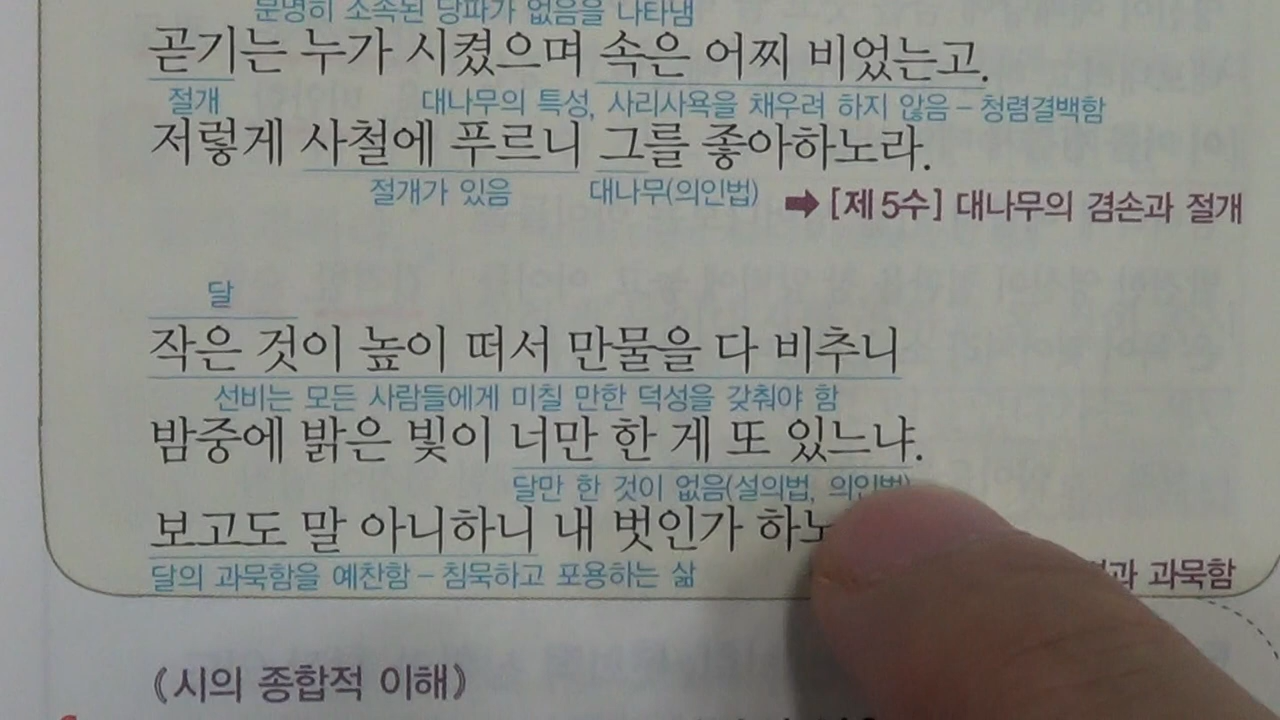 분명히 소속된 당파가 없음을 나타냄
곧기는 누가 시켰으며 속은 어찌 비었는고.
절개 대나무의 특성, 사리사욕을 채우려 하지 않음 – 청렴결백함
저렇게 사철에 푸르니 그를 좋아하노라.
절개가 있음 대나무(의인법) ➡ [제5수] 대나무의 겸손과 절개
달
작은 것이 높이 떠서 만물을 다 비추니
선비는 모든 사람들에게 미칠 만한 덕성을 갖춰야 함
밤중에 밝은 빛이 너만 한 게 또 있느냐.
달만 한 것이 없음(설의법, 의인법)
보고도 말 아니하니 내 벗인가
달의 과묵함을 예찬함 – 침묵하고 포용하는 삶 과묵함
《시의 종합적 이해》